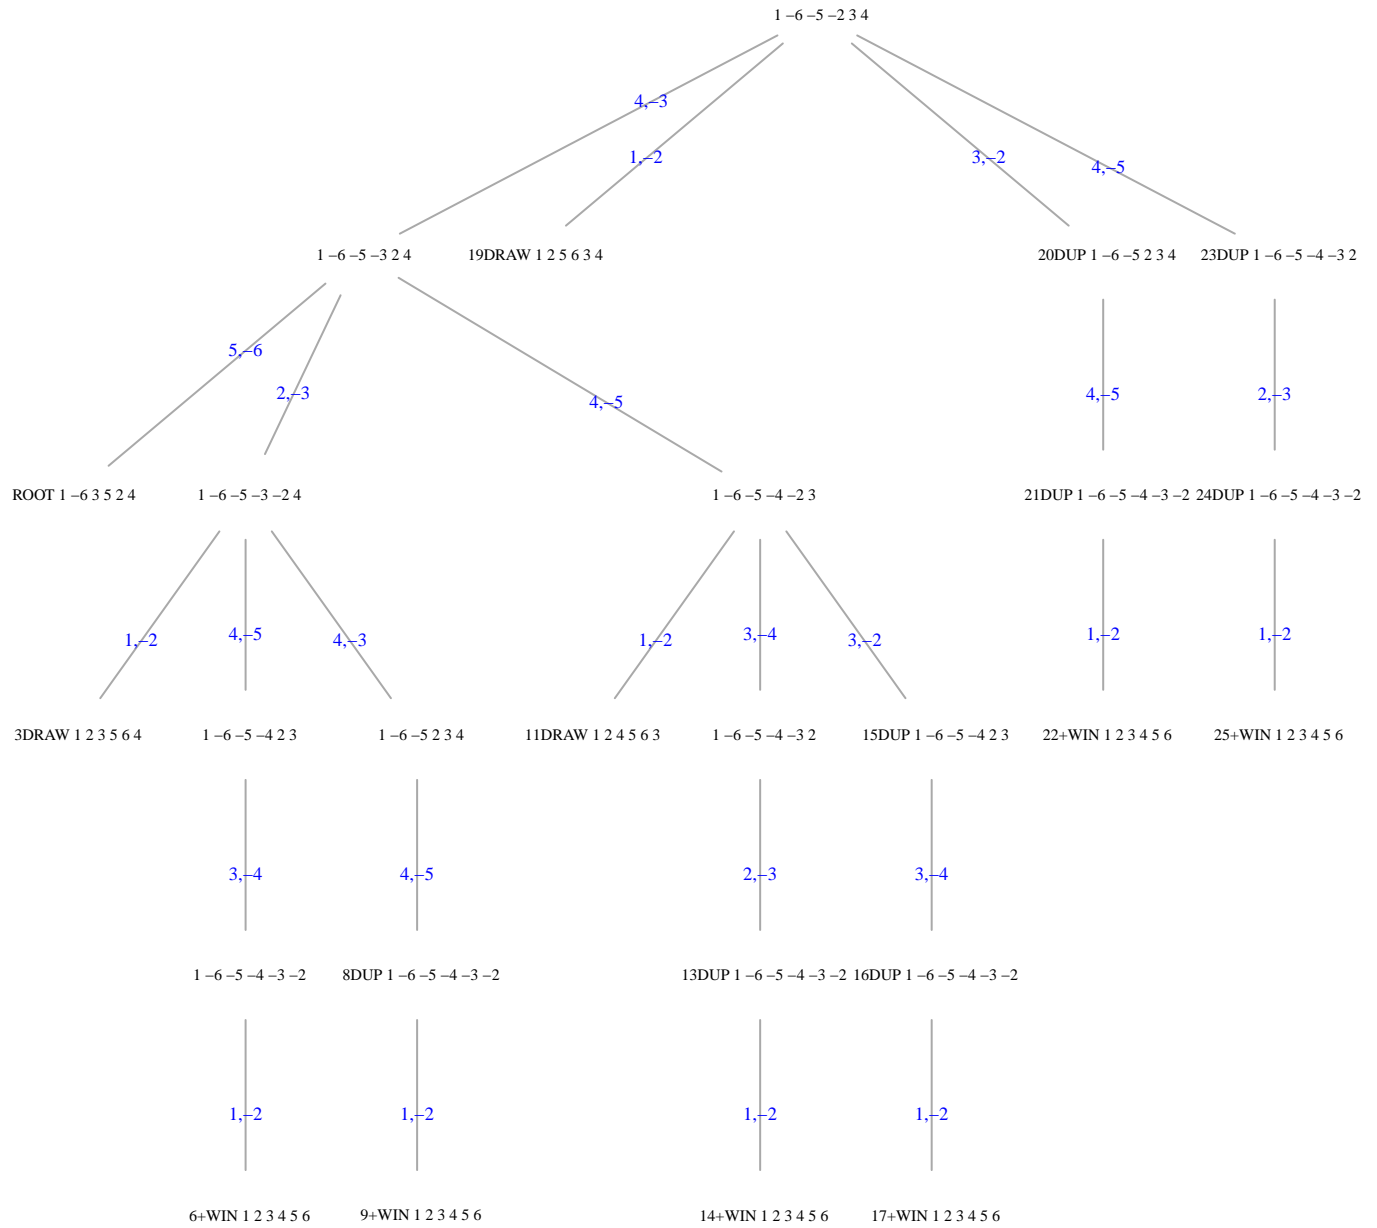 1 –6 –5 –2 3 4
4,–3
1,–2
3,–2
4,–5
1 –6 –5 –3 2 4
19DRAW 1 2 5 6 3 4
20DUP 1 –6 –5 2 3 4
23DUP 1 –6 –5 –4 –3 2
5,–6
2,–3
4,–5
4,–5
2,–3
ROOT 1 –6 3 5 2 4
1 –6 –5 –3 –2 4
1 –6 –5 –4 –2 3
21DUP 1 –6 –5 –4 –3 –2
24DUP 1 –6 –5 –4 –3 –2
1,–2
4,–5
4,–3
1,–2
3,–4
3,–2
1,–2
1,–2
3DRAW 1 2 3 5 6 4
1 –6 –5 –4 2 3
1 –6 –5 2 3 4
11DRAW 1 2 4 5 6 3
1 –6 –5 –4 –3 2
15DUP 1 –6 –5 –4 2 3
22+WIN 1 2 3 4 5 6
25+WIN 1 2 3 4 5 6
3,–4
4,–5
2,–3
3,–4
1 –6 –5 –4 –3 –2
8DUP 1 –6 –5 –4 –3 –2
13DUP 1 –6 –5 –4 –3 –2
16DUP 1 –6 –5 –4 –3 –2
1,–2
1,–2
1,–2
1,–2
6+WIN 1 2 3 4 5 6
9+WIN 1 2 3 4 5 6
14+WIN 1 2 3 4 5 6
17+WIN 1 2 3 4 5 6